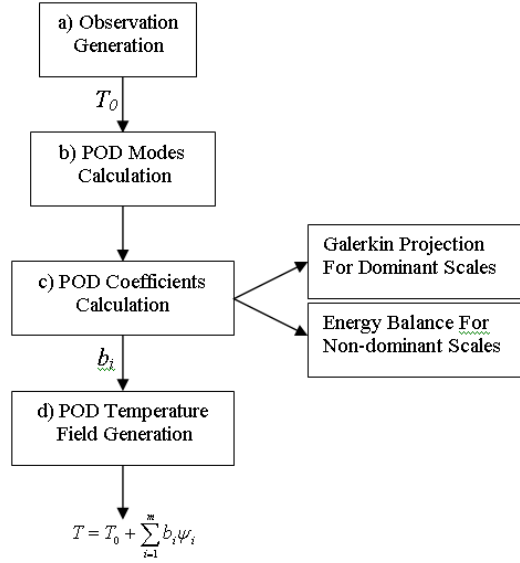 a) Observation
Generation
T0
b) POD Modes
Calculation
c) POD Coefficients
Calculation
Galerkin Projection
For Dominant Scales
Energy Balance For
Non-dominant Scales
bi
d) POD Temperature
Field Generation
T = T0 + ∑_{i=1}^{m} bi ψi